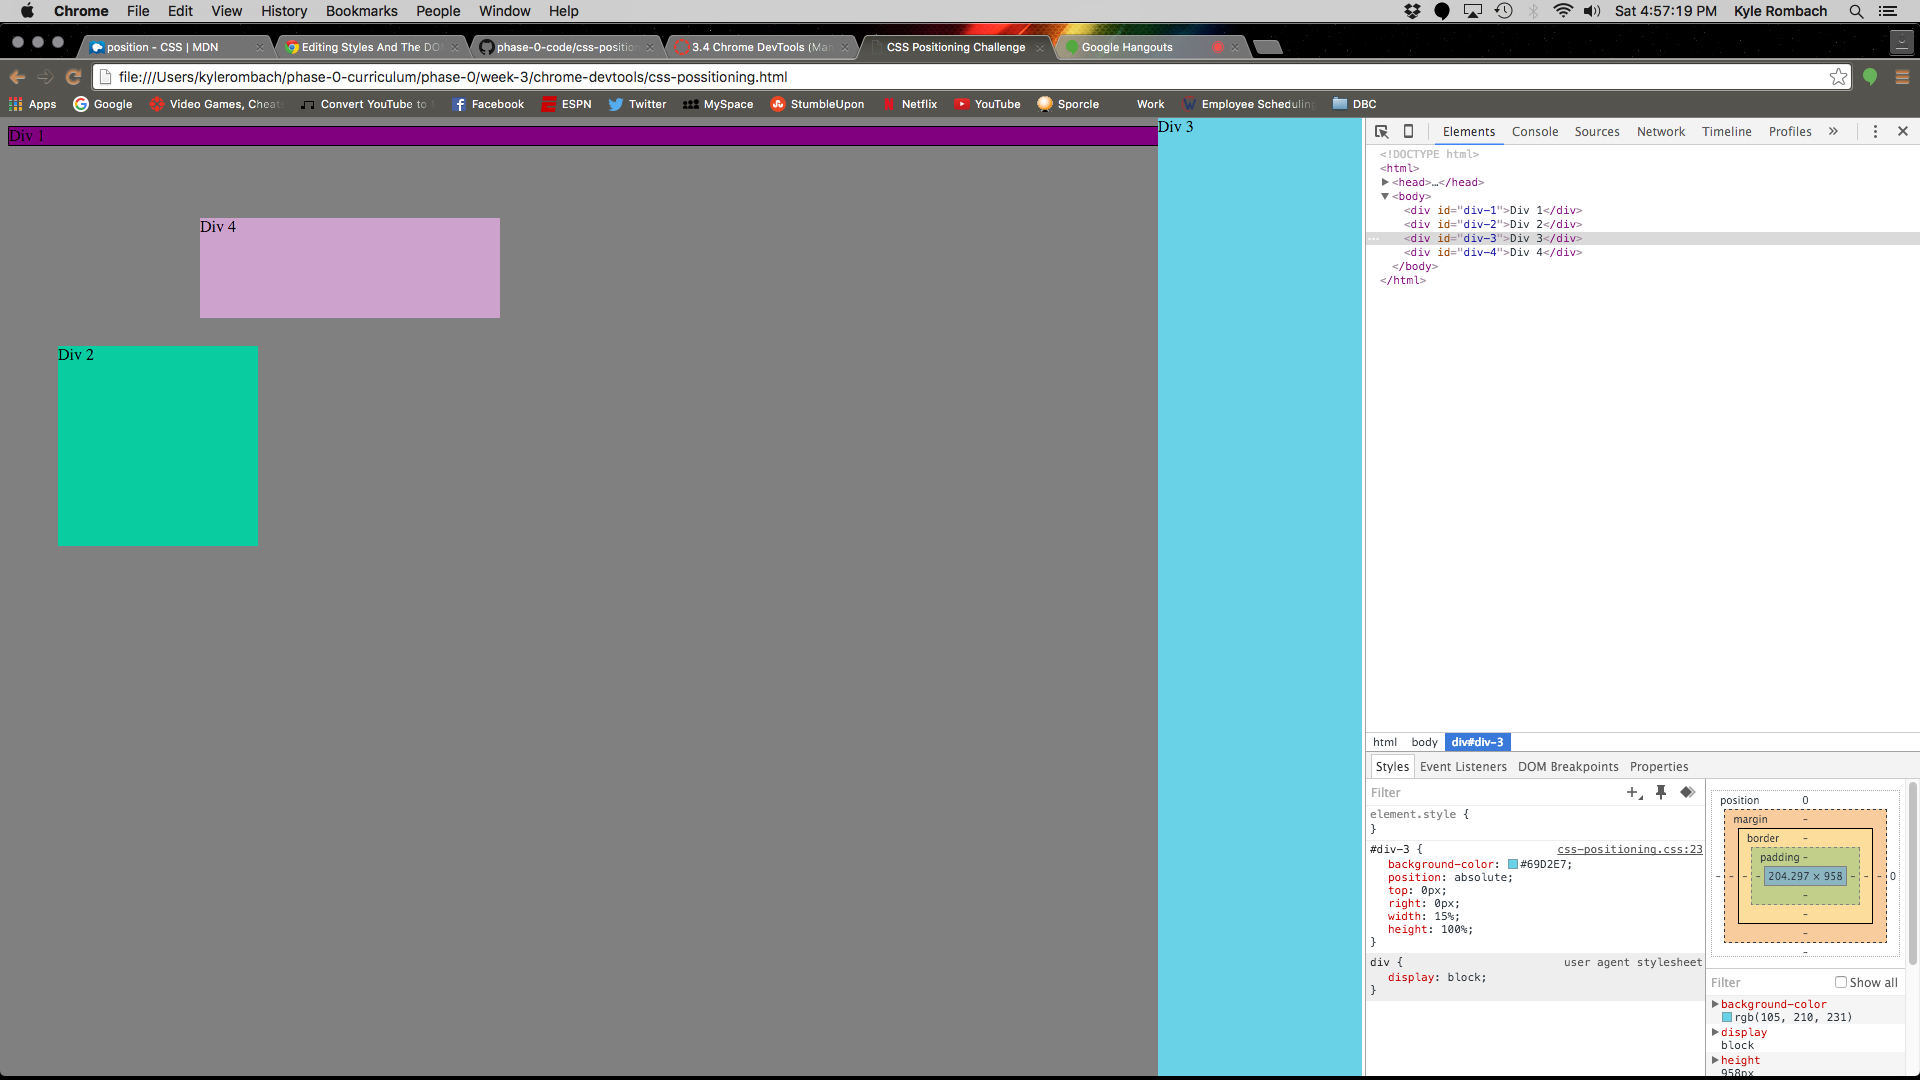 Chrome File Edit View History Bookmarks People Window Help Sat 4:57:19 PM Kyle Rombach
position - CSS | MDN Editing Styles And The DO phase-0-code/css-position 3.4 Chrome DevTools (Man CSS Positioning Challenge Google Hangouts
file:///Users/kylerombach/phase-0-curriculum/phase-0/week-3/chrome-devtools/css-possitioning.html
Apps Google Video Games, Cheats Convert YouTube to Facebook ESPN Twitter MySpace StumbleUpon Netflix YouTube Sporcle Work Employee Scheduling DBC
Div 1
Div 3
Div 4
Div 2
Elements Console Sources Network Timeline Profiles »
<!DOCTYPE html>
<html>
<head>…</head>
<body>
<div id="div-1">Div 1</div>
<div id="div-2">Div 2</div>
<div id="div-3">Div 3</div>
<div id="div-4">Div 4</div>
</body>
</html>
html body div#div-3
Styles Event Listeners DOM Breakpoints Properties
Filter
element.style {
}
#div-3 { css-positioning.css:23
background-color: #69D2E7;
position: absolute;
top: 0px;
right: 0px;
width: 15%;
height: 100%;
}
div { user agent stylesheet
display: block;
}
position 0
margin -
border -
padding -
- - - - 204.297 × 958 - - - 0
-
-
-
-
Filter Show all
background-color
rgb(105, 210, 231)
display
block
height
958px